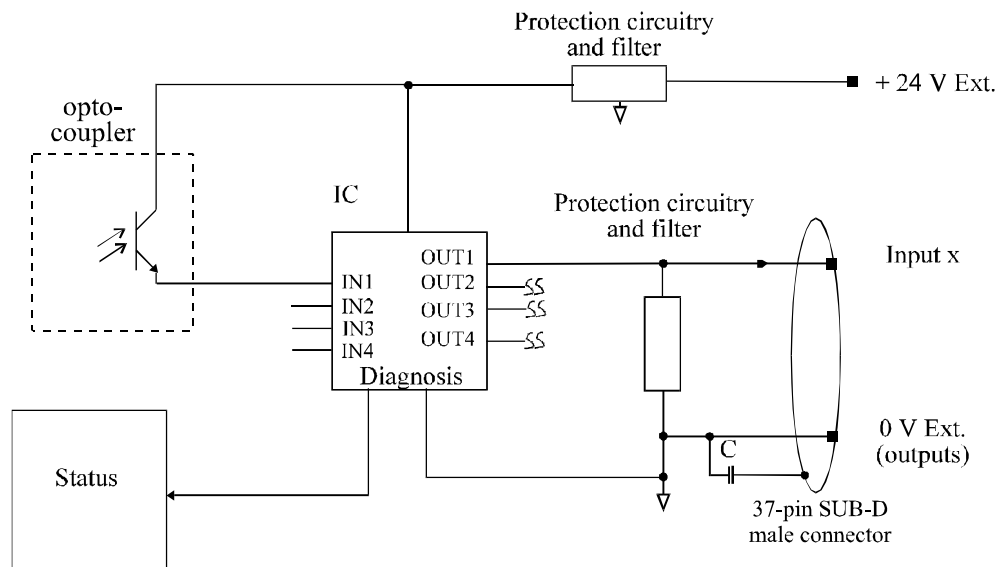 Protection circuitry
and filter
+ 24 V Ext.
opto-
coupler
IC
Protection circuitry
and filter
Input x
OUT1
IN1
OUT2
IN2
OUT3
IN3
OUT4
IN4
Diagnosis
0 V Ext.
(outputs)
C
Status
37-pin SUB-D
male connector